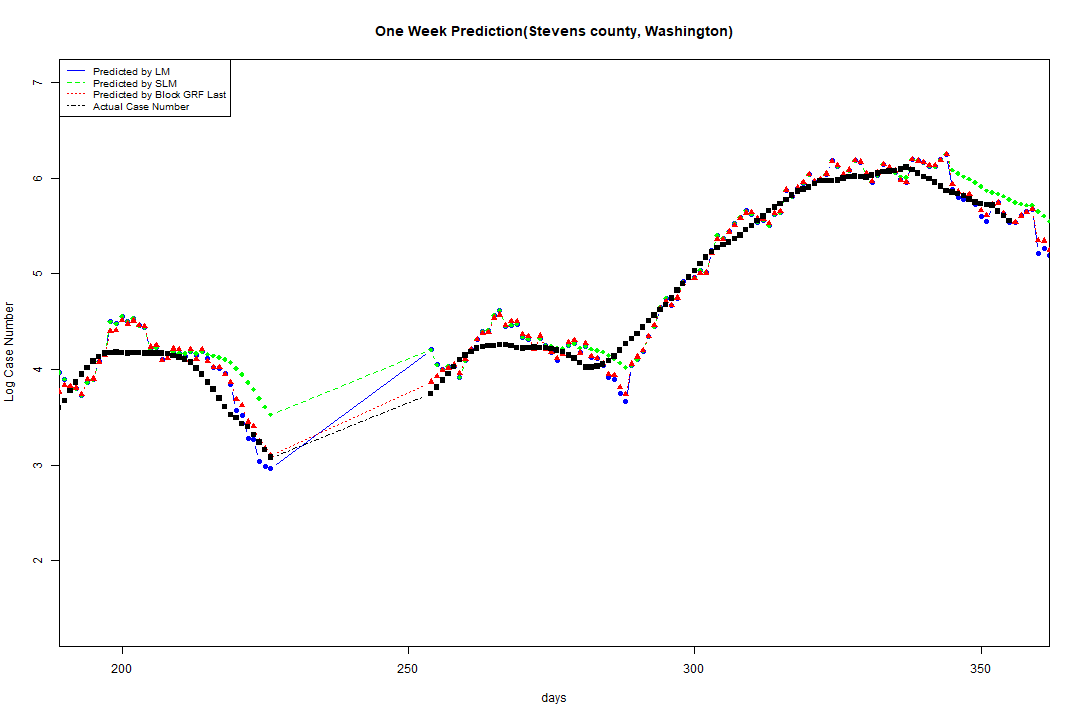 One Week Prediction(Stevens county, Washington)
Predicted by LM
Predicted by SLM
Predicted by Block GRF Last
Actual Case Number
7
6
5
4
3
2
Log Case Number
200
250
300
350
days